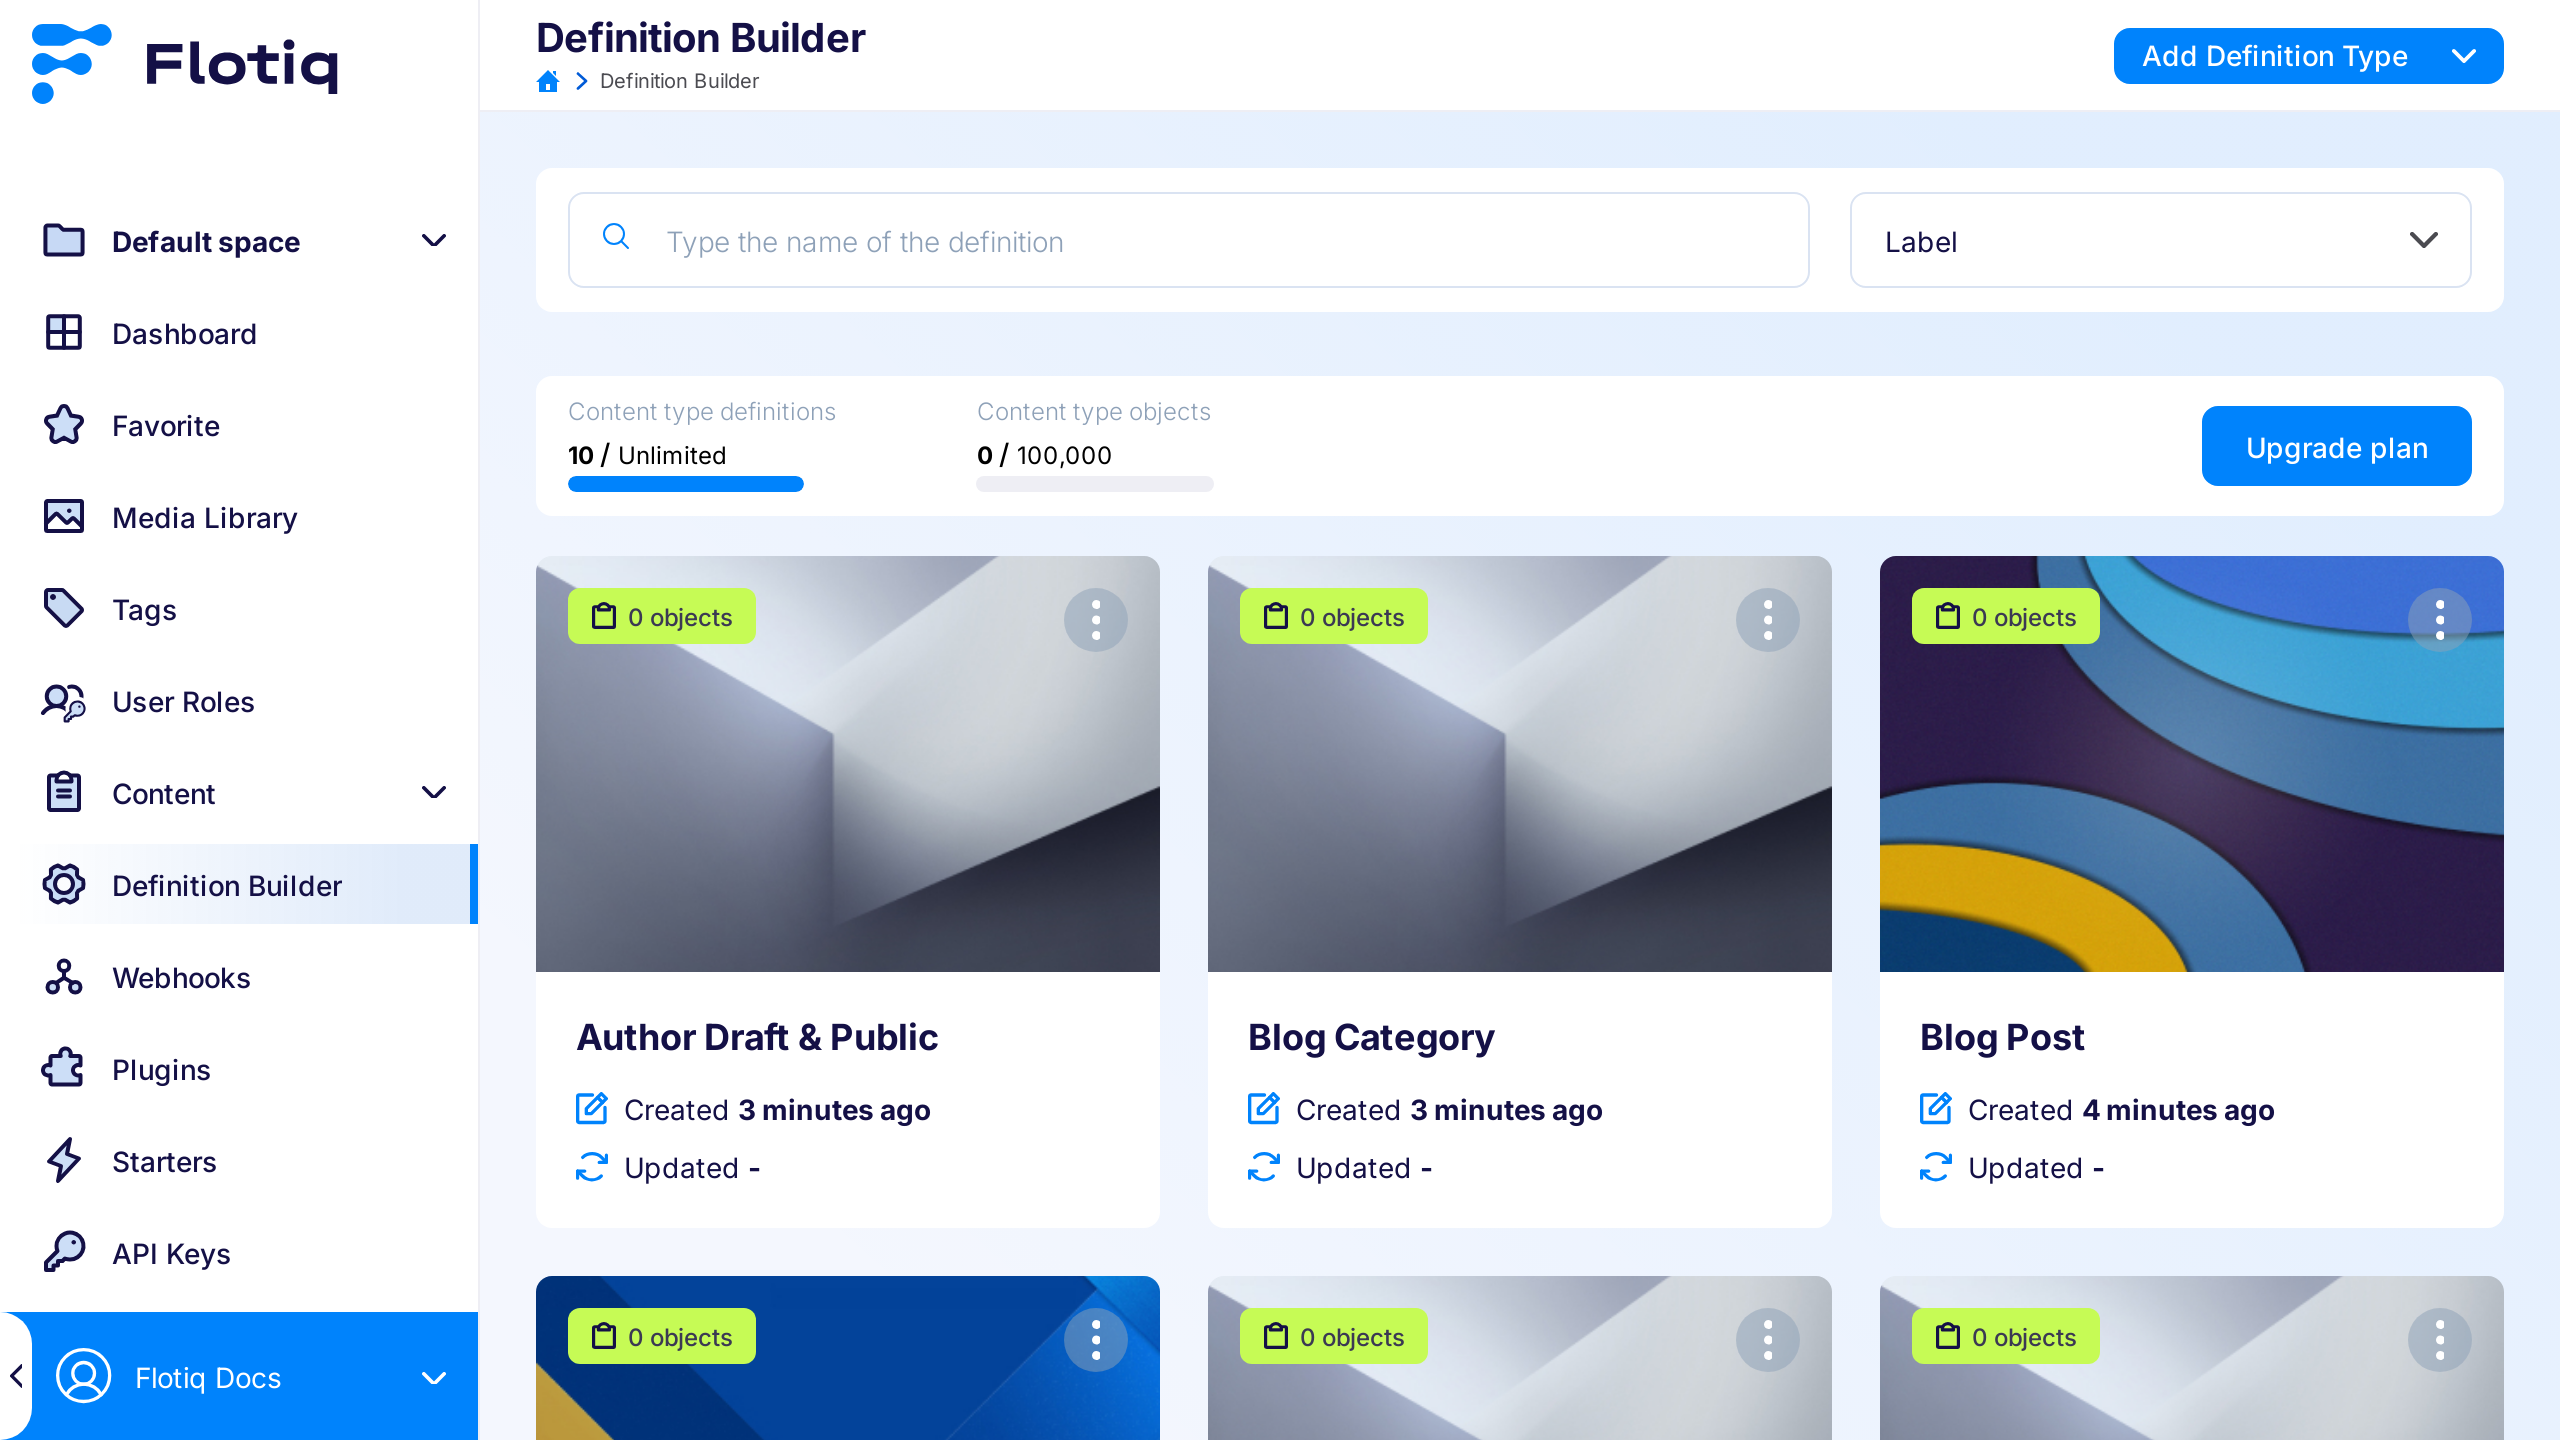 Flotiq
Default space
Dashboard
Favorite
Media Library
Tags
User Roles
Content
Definition Builder
Webhooks
Plugins
Starters
API Keys
Flotiq Docs
Definition Builder
Definition Builder
Add Definition Type
Type the name of the definition
Label
Content type definitions
10 / Unlimited
Content type objects
0 / 100,000
Upgrade plan
0 objects
Author Draft & Public
Created 3 minutes ago
Updated -
0 objects
Blog Category
Created 3 minutes ago
Updated -
0 objects
Blog Post
Created 4 minutes ago
Updated -
0 objects
0 objects
0 objects